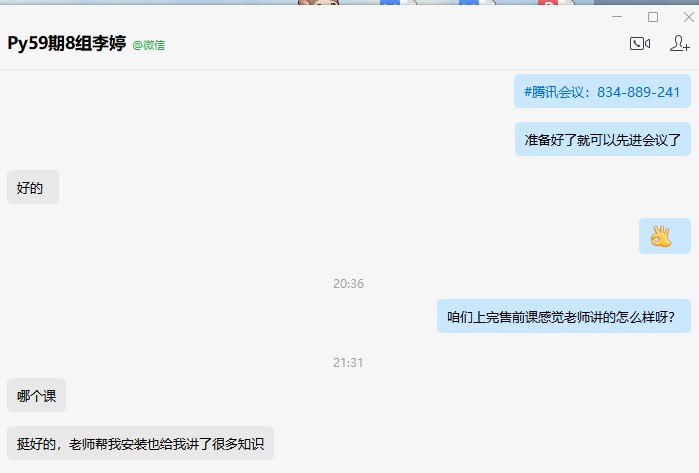 Py59期8组李婷 @微信
#腾讯会议：834-889-241
准备好了就可以先进会议了
好的
20:36
咱们上完售前课感觉老师讲的怎么样呀？
21:31
哪个课
挺好的，老师帮我安装也给我讲了很多知识